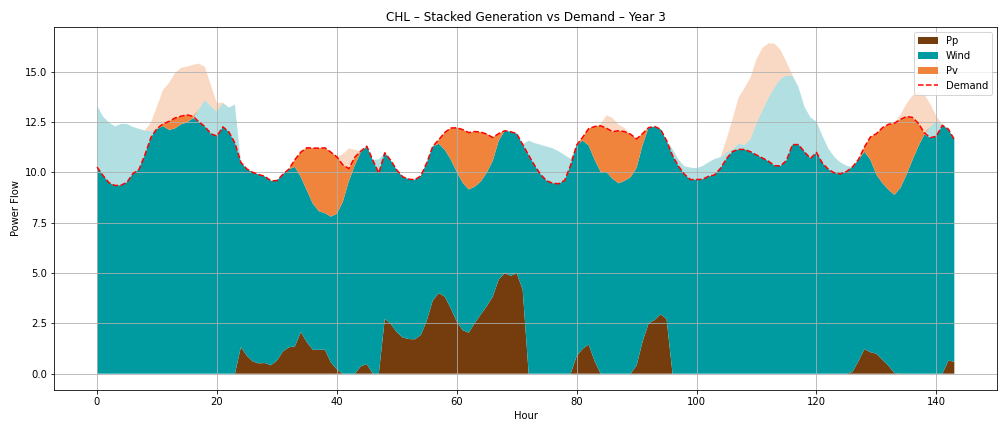 CHL – Stacked Generation vs Demand – Year 3
Pp
Wind
Pv
Demand
Power Flow
15.0
12.5
10.0
7.5
5.0
2.5
0.0
0 20 40 60 80 100 120 140
Hour